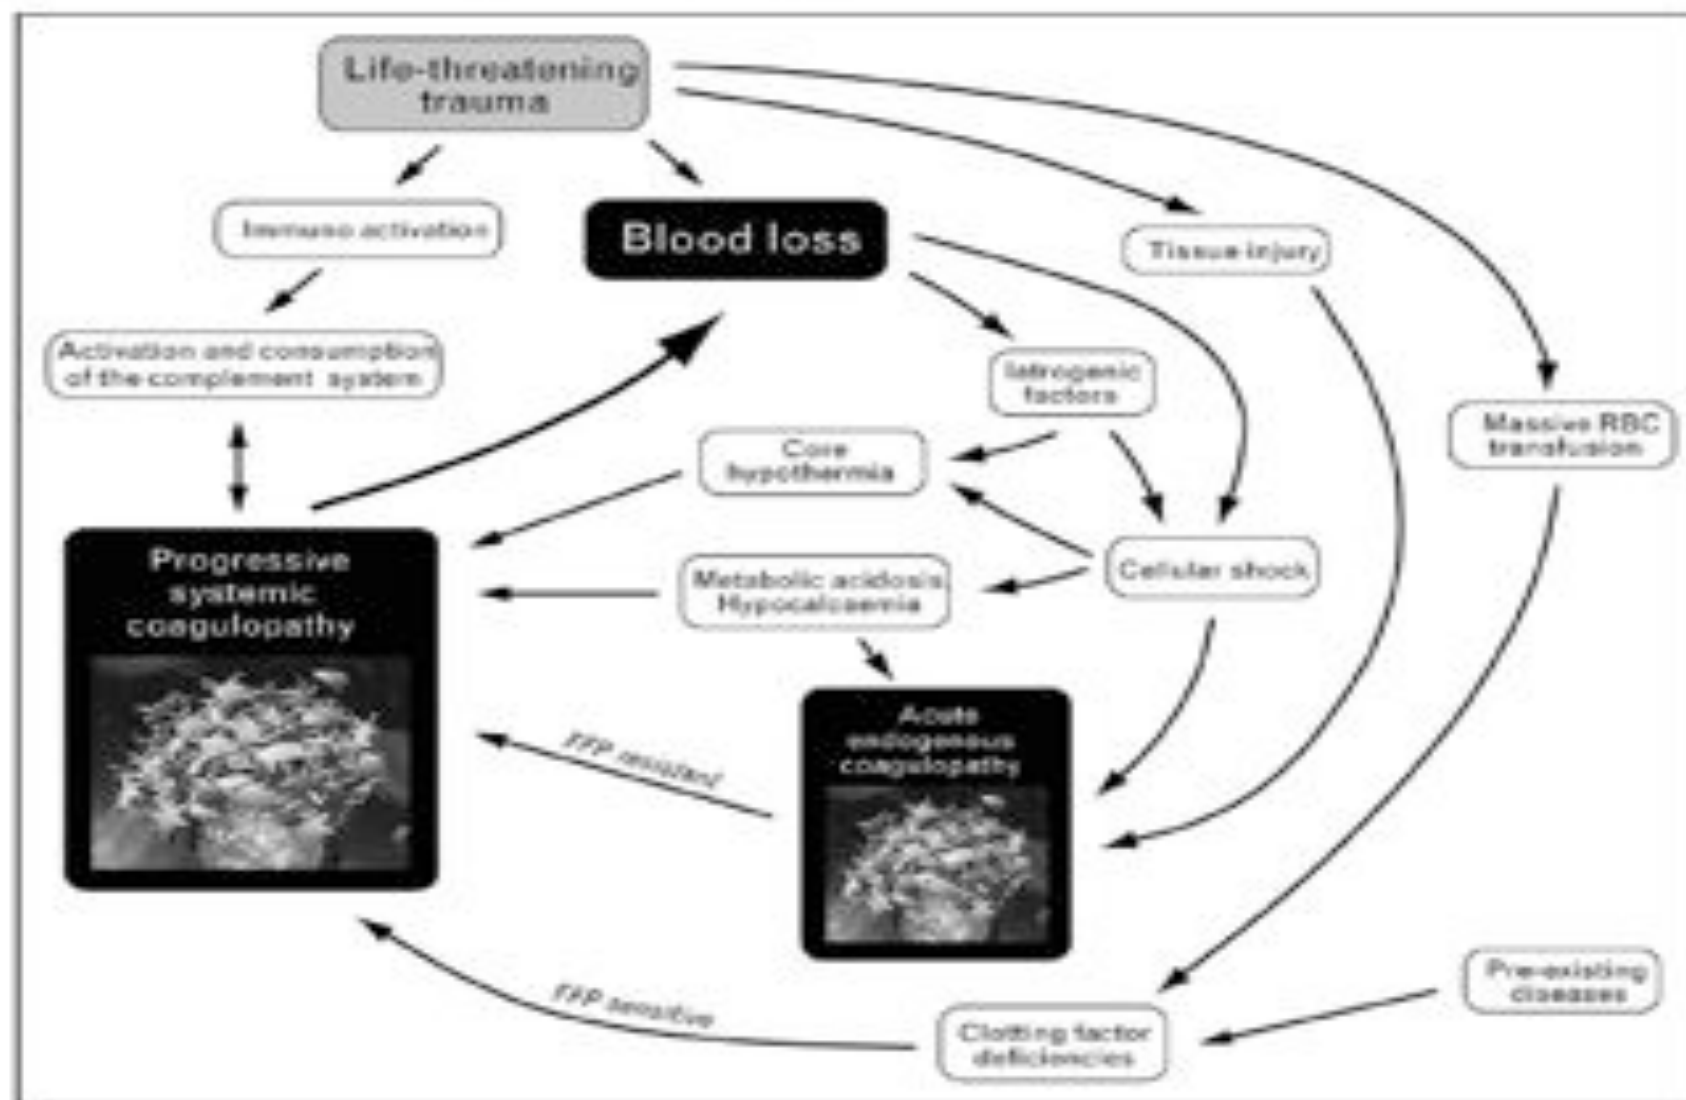 Life-threatening
trauma
Immuno activation
Blood loss
Tissue injury
Activation and consumption
of the complement system
Iatrogenic
factors
Massive RBC
transfusion
Core
hypothermia
Metabolic acidosis
Hypocalcaemia
Cellular shock
Progressive
systemic
coagulopathy
Acute
endogenous
coagulopathy
FFP resistant
FFP sensitive
Clotting factor
deficiencies
Pre-existing
diseases